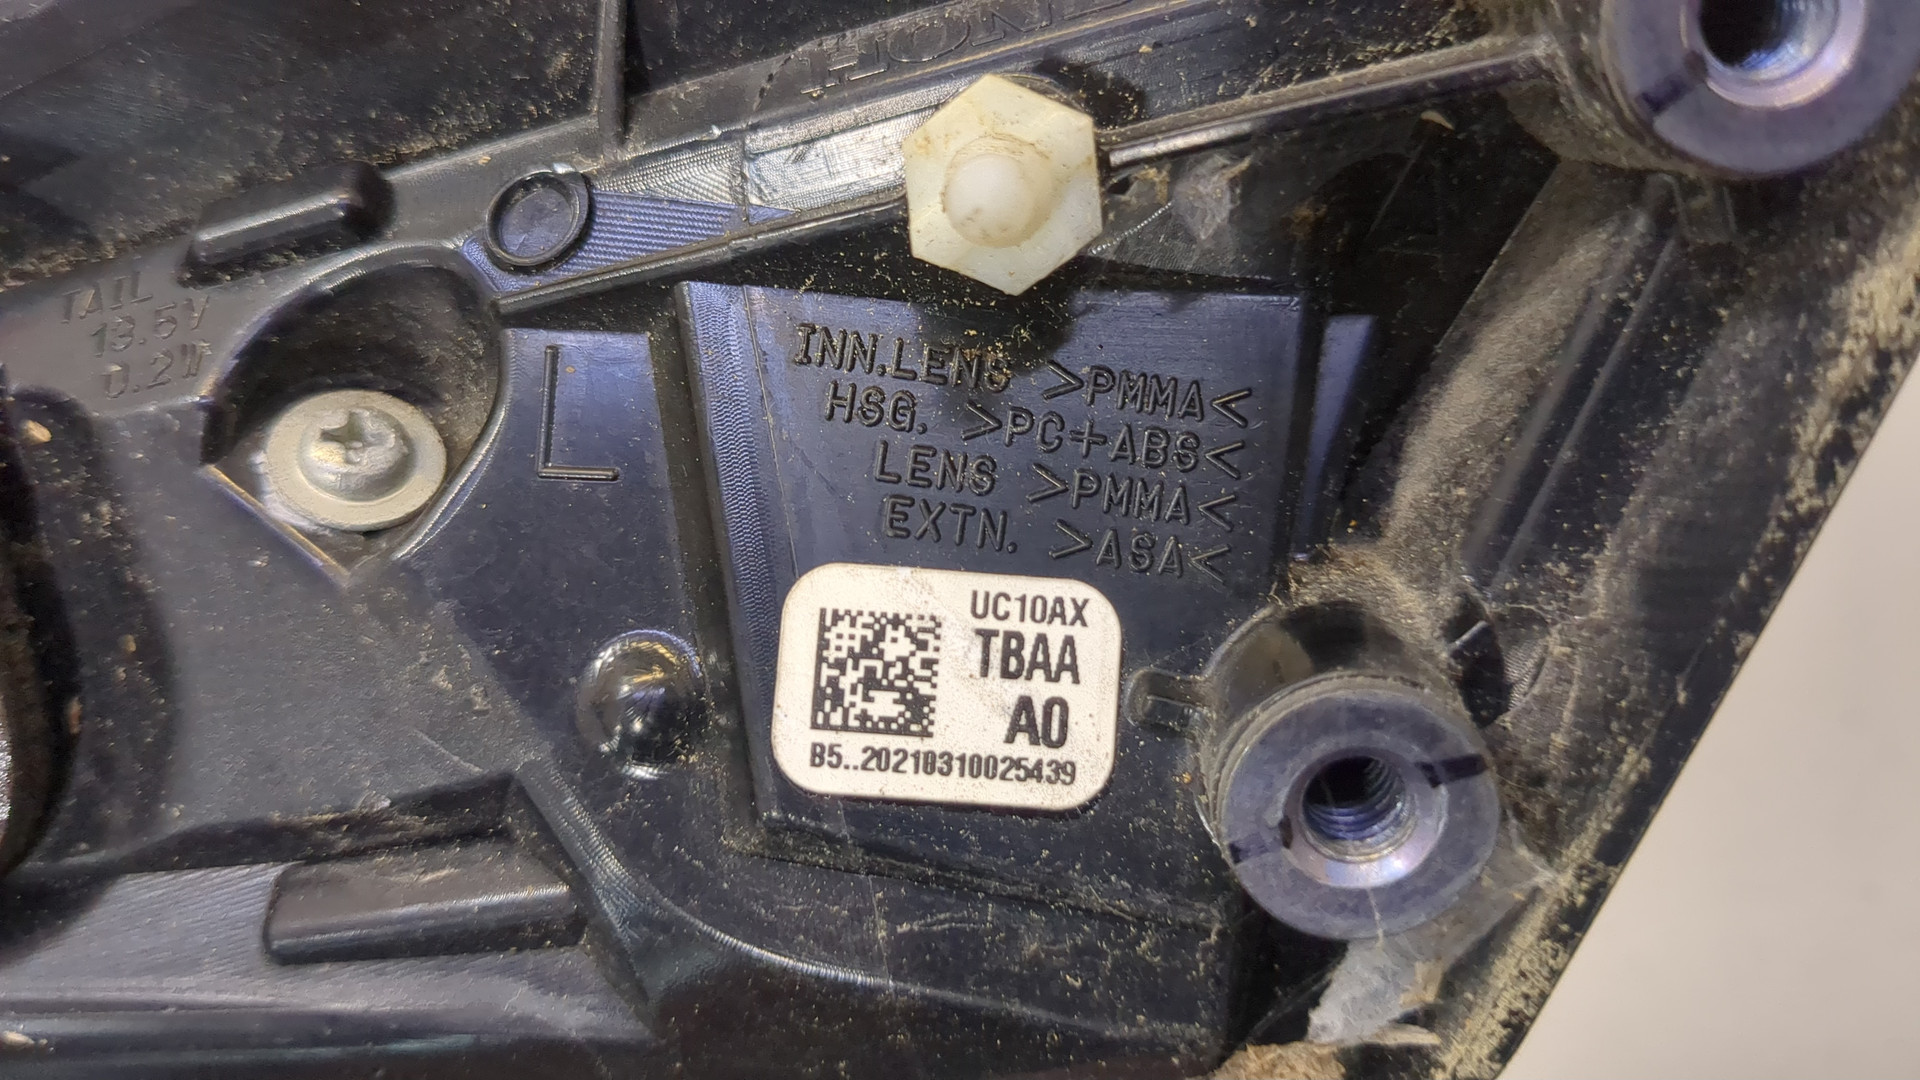 TAIL
13.5V
0.2W
L
INN.LENS >PMMA<
HSG. >PC+ABS<
LENS >PMMA<
EXTN. >ASA<
UC10AX
TBAA
A0
B5..20210310025439